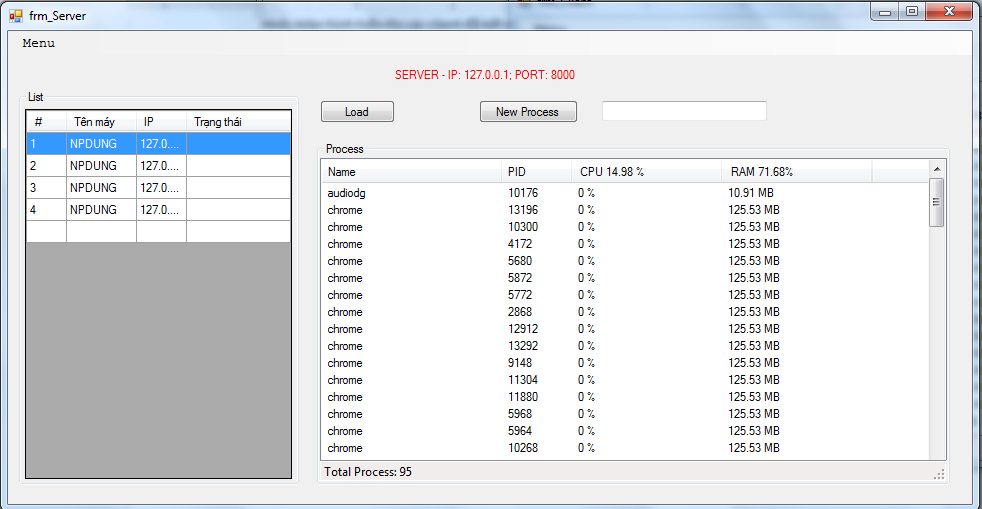 frm_Server
Menu
SERVER - IP: 127.0.0.1; PORT: 8000
List
# Tên máy IP Trạng thái
1 NPDUNG 127.0....
2 NPDUNG 127.0....
3 NPDUNG 127.0....
4 NPDUNG 127.0....
Load New Process
Process
Name PID CPU 14.98 % RAM 71.68%
audiodg 10176 0 % 10.91 MB
chrome 13196 0 % 125.53 MB
chrome 10300 0 % 125.53 MB
chrome 4172 0 % 125.53 MB
chrome 5680 0 % 125.53 MB
chrome 5872 0 % 125.53 MB
chrome 5772 0 % 125.53 MB
chrome 2868 0 % 125.53 MB
chrome 12912 0 % 125.53 MB
chrome 13292 0 % 125.53 MB
chrome 9148 0 % 125.53 MB
chrome 11304 0 % 125.53 MB
chrome 11880 0 % 125.53 MB
chrome 5968 0 % 125.53 MB
chrome 5964 0 % 125.53 MB
chrome 10268 0 % 125.53 MB
Total Process: 95